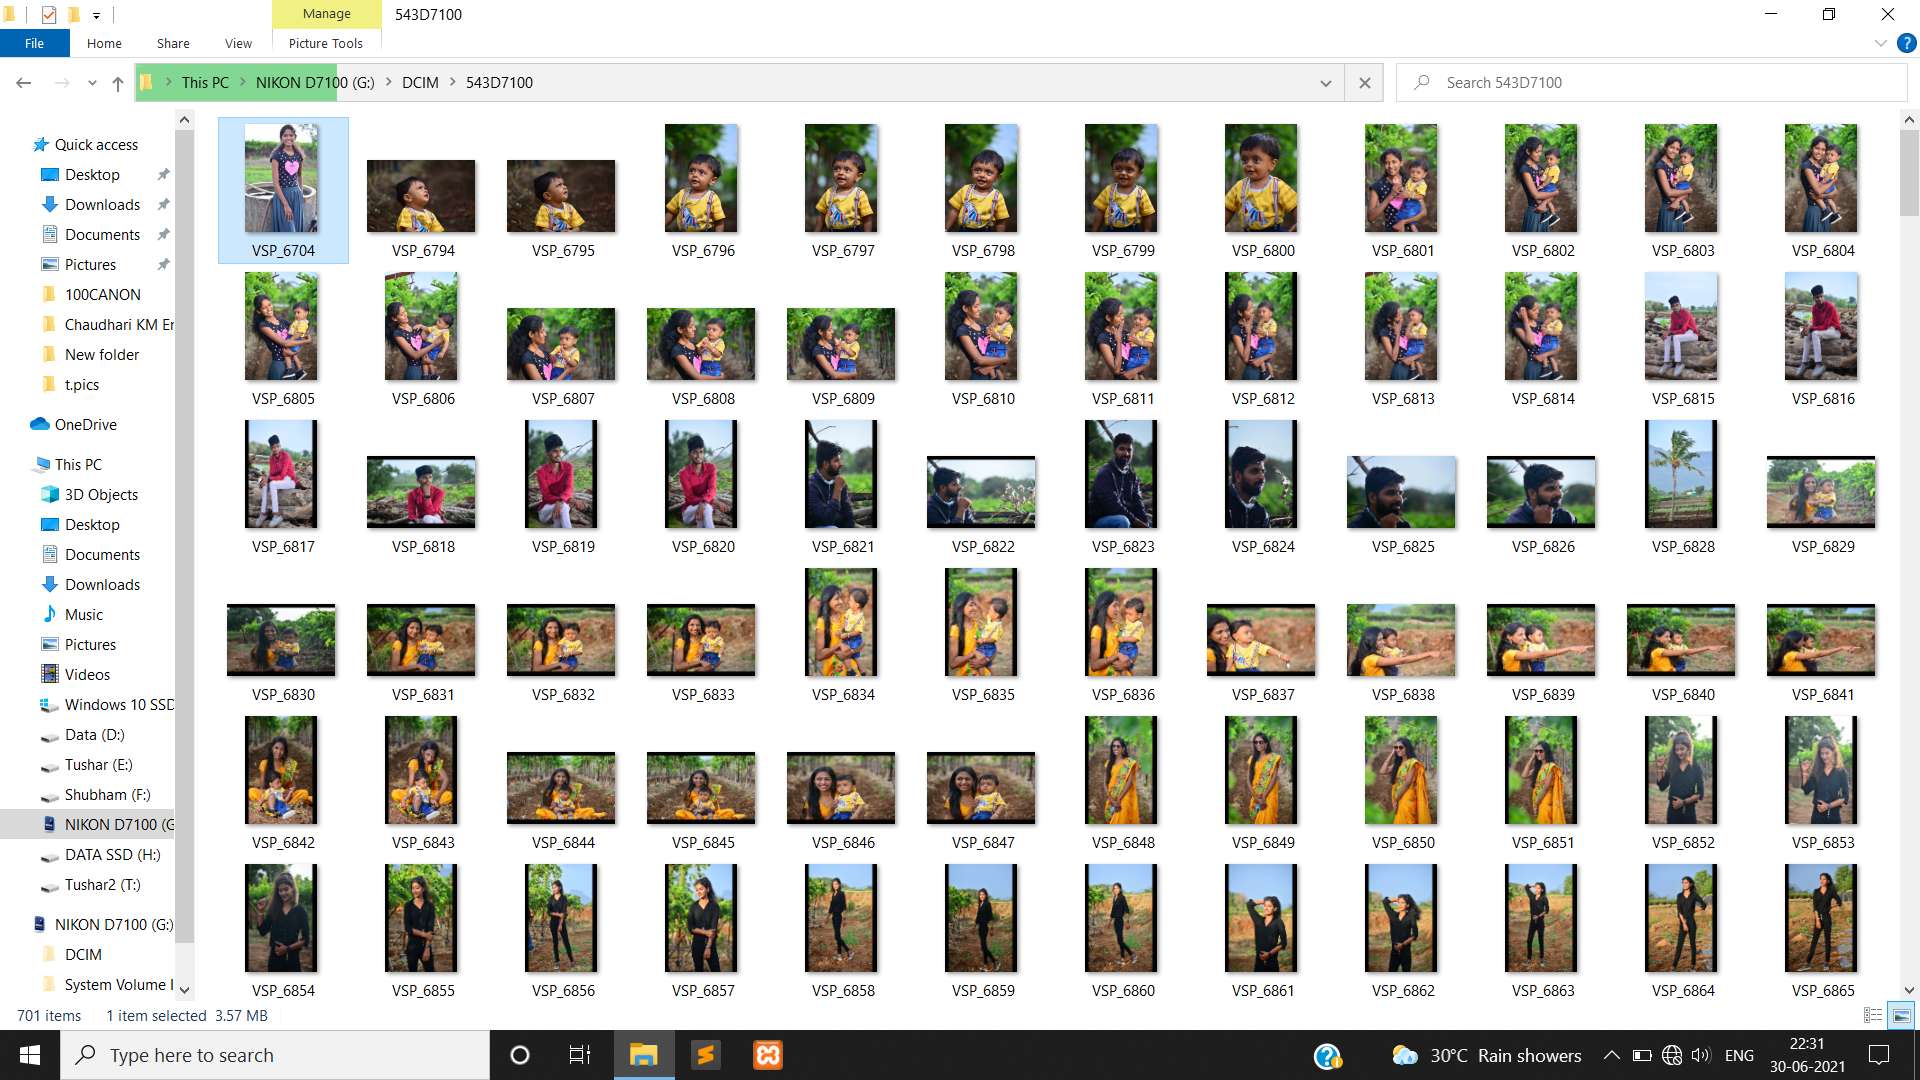 Manage
543D7100
File
Home
Share
View
Picture Tools
This PC
NIKON D7100 (G:)
DCIM
543D7100
Search 543D7100
Quick access
Desktop
Downloads
Documents
Pictures
100CANON
Chaudhari KM Er
New folder
t.pics
OneDrive
This PC
3D Objects
Desktop
Documents
Downloads
Music
Pictures
Videos
Windows 10 SSD
Data (D:)
Tushar (E:)
Shubham (F:)
NIKON D7100 (G
DATA SSD (H:)
Tushar2 (T:)
NIKON D7100 (G:)
DCIM
System Volume I
VSP_6704 VSP_6794 VSP_6795 VSP_6796 VSP_6797 VSP_6798 VSP_6799 VSP_6800 VSP_6801 VSP_6802 VSP_6803 VSP_6804
VSP_6805 VSP_6806 VSP_6807 VSP_6808 VSP_6809 VSP_6810 VSP_6811 VSP_6812 VSP_6813 VSP_6814 VSP_6815 VSP_6816
VSP_6817 VSP_6818 VSP_6819 VSP_6820 VSP_6821 VSP_6822 VSP_6823 VSP_6824 VSP_6825 VSP_6826 VSP_6828 VSP_6829
VSP_6830 VSP_6831 VSP_6832 VSP_6833 VSP_6834 VSP_6835 VSP_6836 VSP_6837 VSP_6838 VSP_6839 VSP_6840 VSP_6841
VSP_6842 VSP_6843 VSP_6844 VSP_6845 VSP_6846 VSP_6847 VSP_6848 VSP_6849 VSP_6850 VSP_6851 VSP_6852 VSP_6853
VSP_6854 VSP_6855 VSP_6856 VSP_6857 VSP_6858 VSP_6859 VSP_6860 VSP_6861 VSP_6862 VSP_6863 VSP_6864 VSP_6865
701 items 1 item selected 3.57 MB
Type here to search
30°C Rain showers
ENG
22:31
30-06-2021